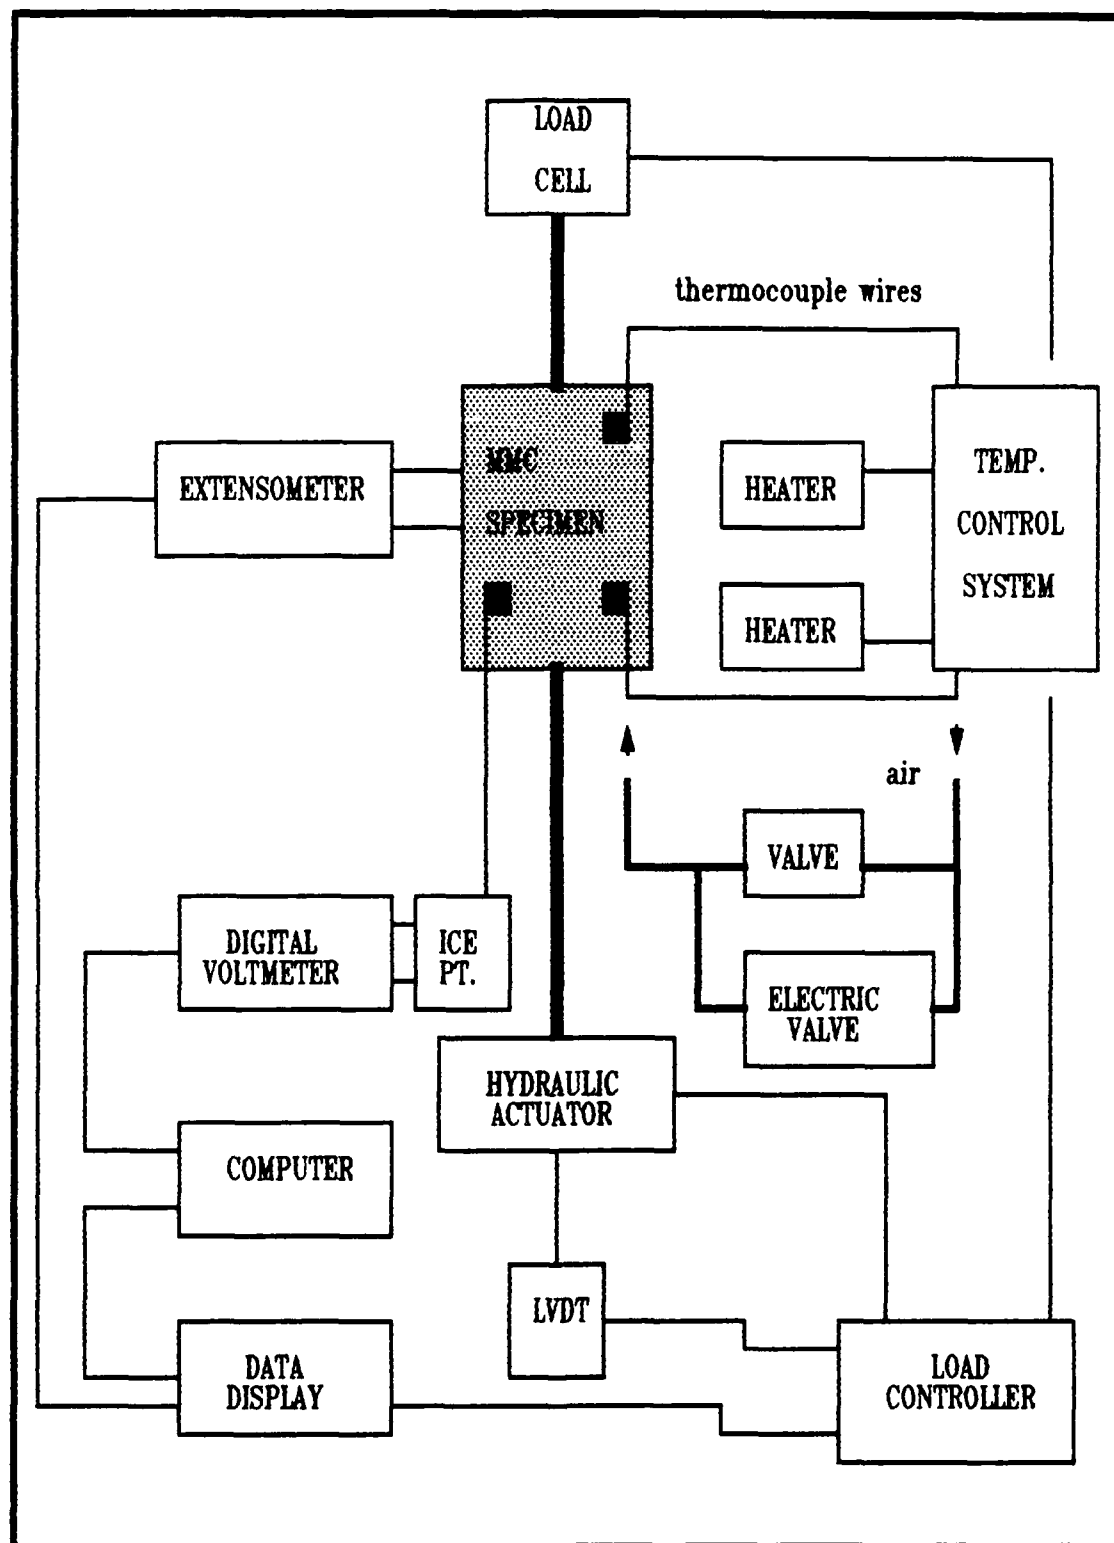 LOAD
CELL
thermocouple wires
MMC
SPECIMEN
EXTENSOMETER
HEATER
HEATER
TEMP.
CONTROL
SYSTEM
air
VALVE
ELECTRIC
VALVE
DIGITAL
VOLTMETER
ICE
PT.
HYDRAULIC
ACTUATOR
COMPUTER
LVDT
DATA
DISPLAY
LOAD
CONTROLLER